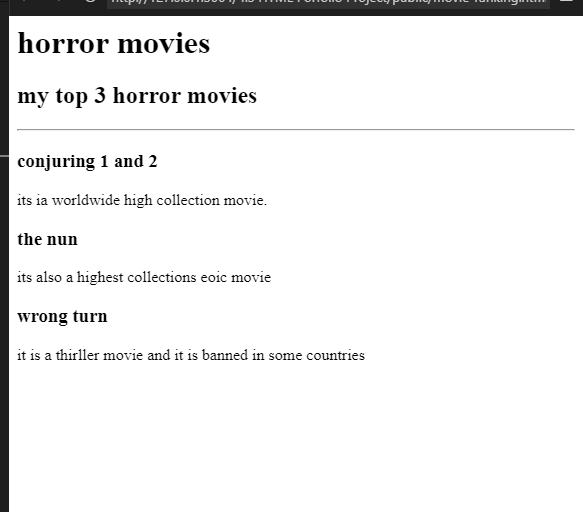 horror movies
my top 3 horror movies
conjuring 1 and 2
its ia worldwide high collection movie.
the nun
its also a highest collections eoic movie
wrong turn
it is a thirller movie and it is banned in some countries